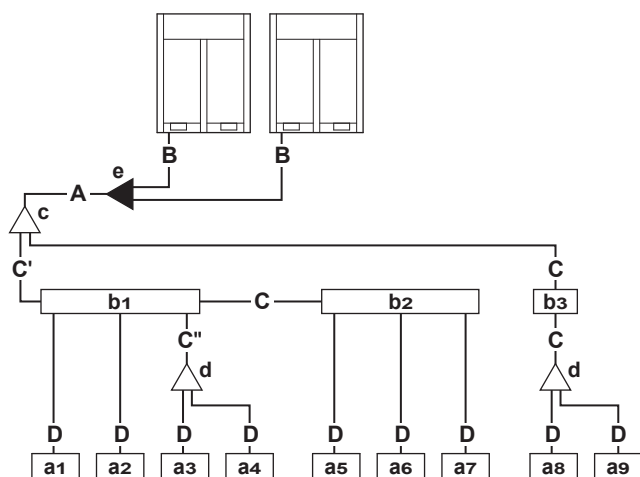 B B
e
A
c
C' C
b1 C b2 b3
C" C
d d
D D D D D D D D D
a1 a2 a3 a4 a5 a6 a7 a8 a9